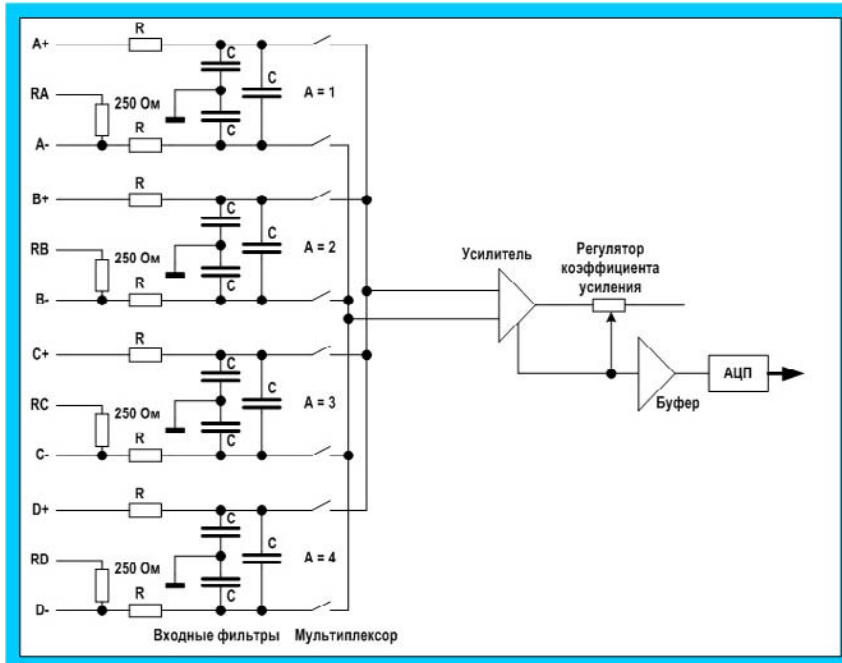 A+
R
C
RA
250 Ом
C
A = 1
C
R
A-
B+
R
C
RB
250 Ом
C
A = 2
C
R
B-
Усилитель
Регулятор
коэффициента
усиления
C+
R
C
RC
250 Ом
C
A = 3
C
R
C-
АЦП
Буфер
D+
R
C
RD
250 Ом
C
A = 4
C
R
D-
Входные фильтры
Мультиплексор